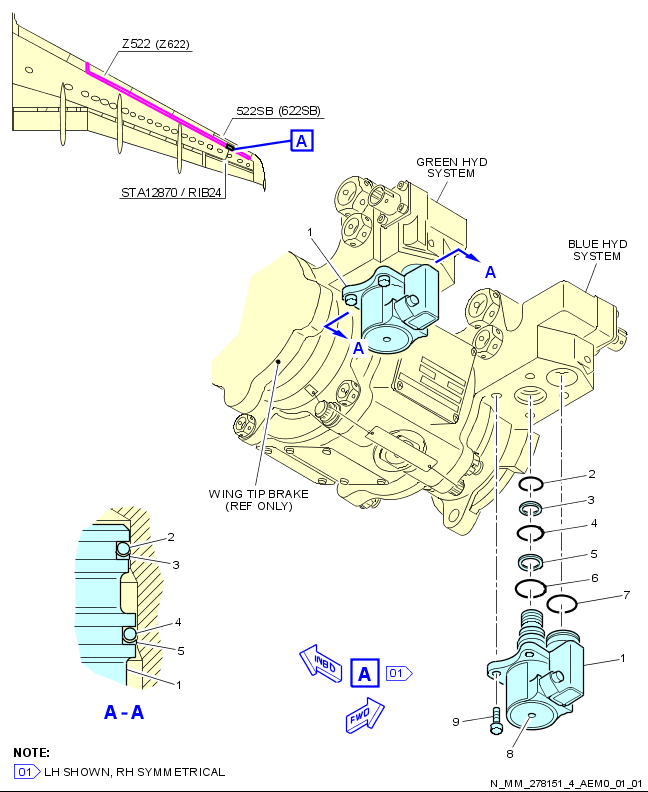 Z522 (Z622)
522SB (622SB)
A
STA12870 / RIB24
GREEN HYD
SYSTEM
BLUE HYD
SYSTEM
1
A
A
WING TIP BRAKE
(REF ONLY)
2
3
4
5
6
7
1
9
8
2
3
4
5
1
A-A
INBD
A
01
FWD
NOTE:
01 LH SHOWN, RH SYMMETRICAL
N_MM_278151_4_AEM0_01_01